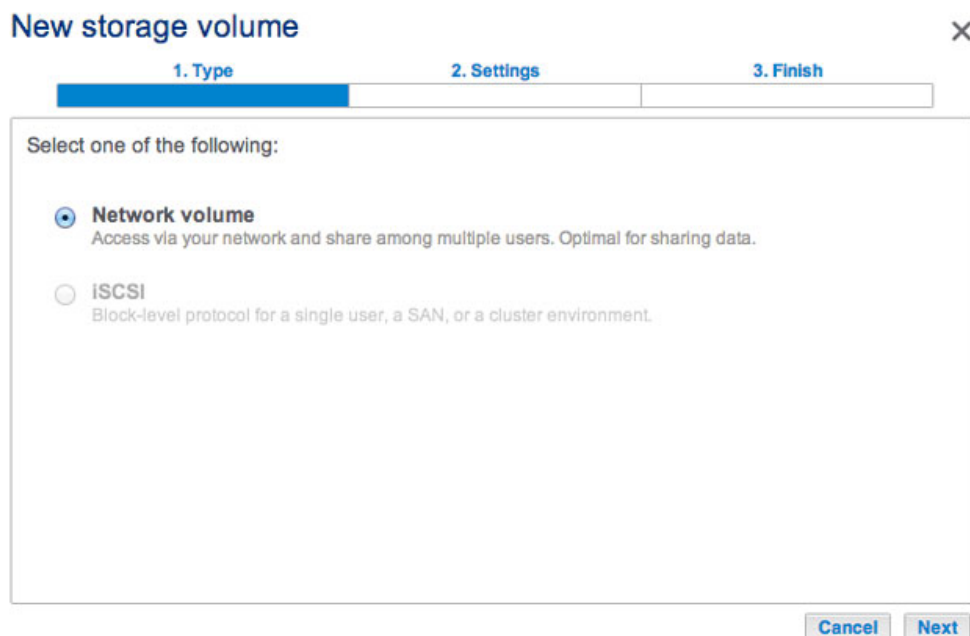 New storage volume
1. Type 2. Settings 3. Finish
Select one of the following:
Network volume
Access via your network and share among multiple users. Optimal for sharing data.
iSCSI
Block-level protocol for a single user, a SAN, or a cluster environment.
Cancel Next